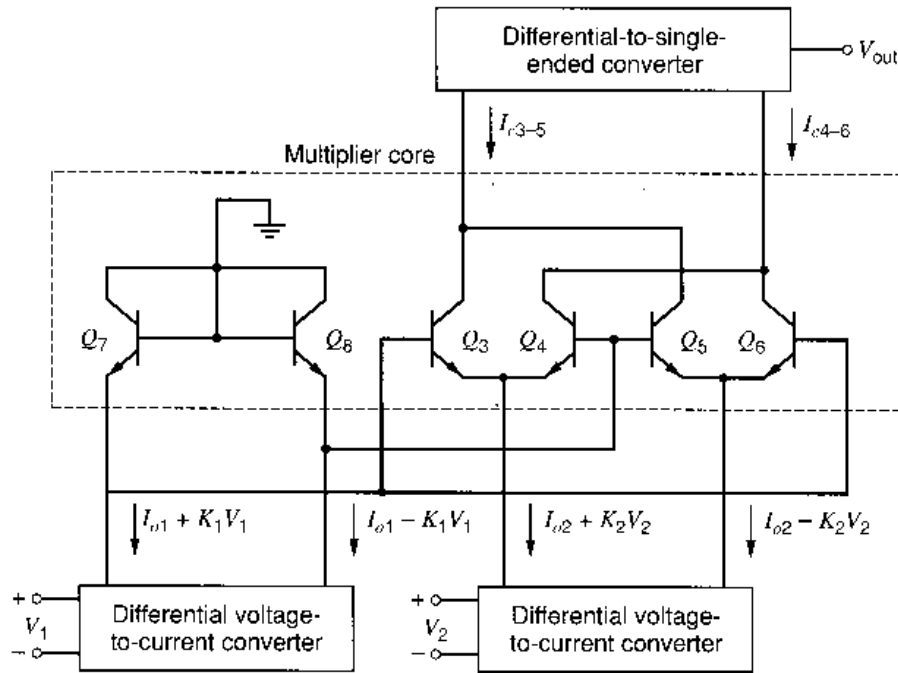 Differential-to-single-
ended converter
V_out
I_c3–5
I_c4–6
Multiplier core
Q_7
Q_8
Q_3
Q_4
Q_5
Q_6
I_o1 + K_1V_1
I_o1 − K_1V_1
I_o2 + K_2V_2
I_o2 − K_2V_2
+
V_1
−
Differential voltage-
to-current converter
+
V_2
−
Differential voltage-
to-current converter